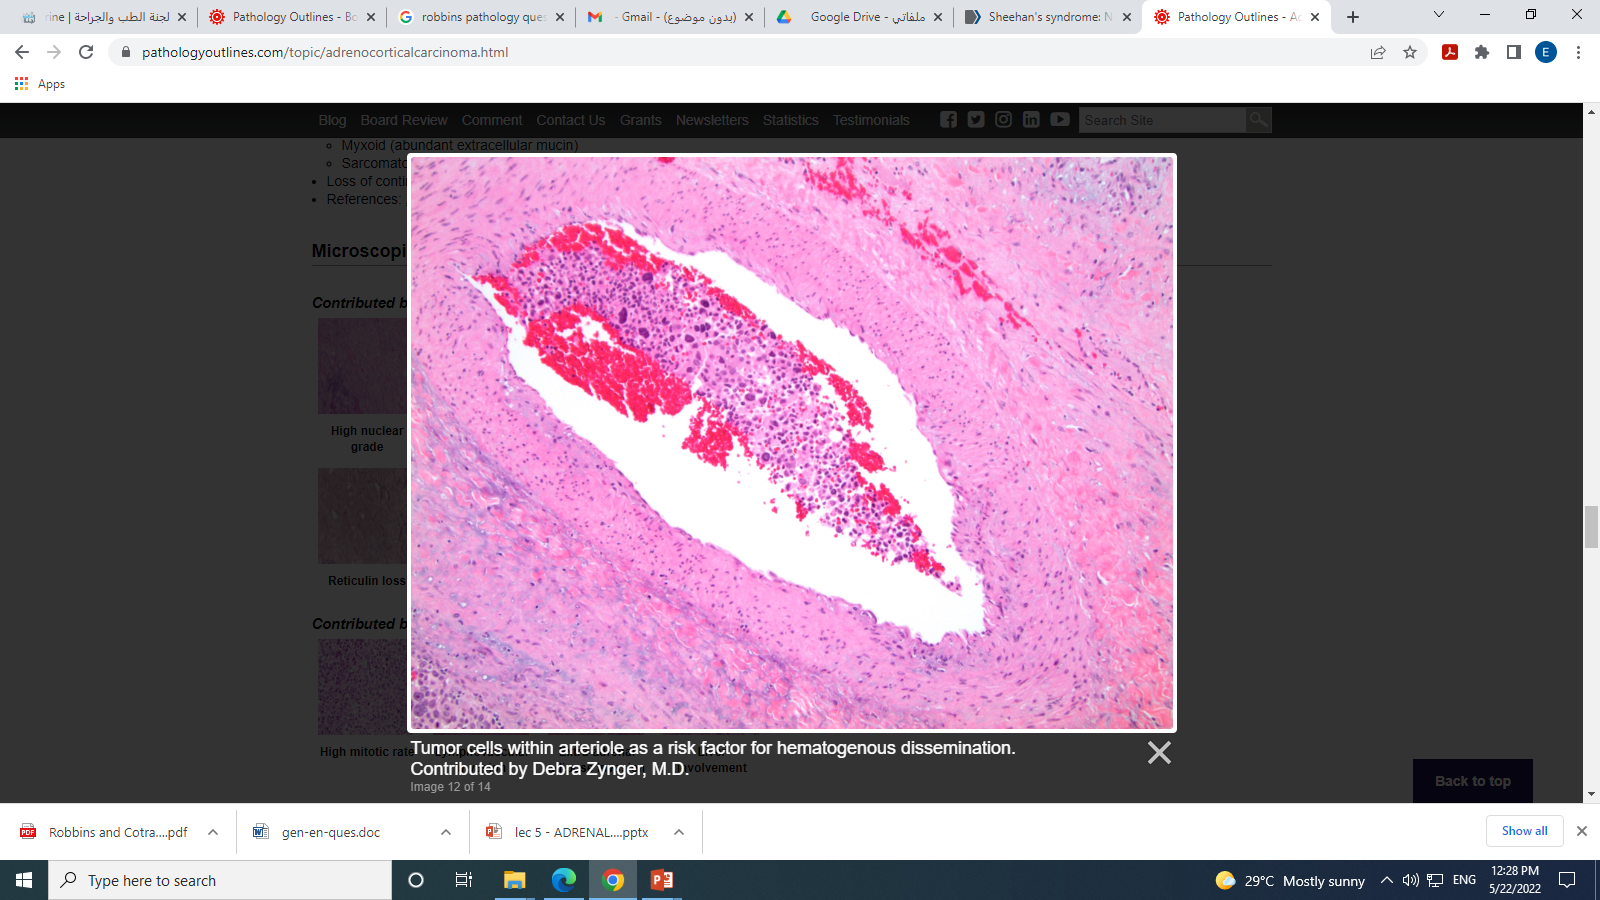 لجنة الطب والجراحة | rine
Pathology Outlines - Bo
robbins pathology ques
(بدون موضوع) - Gmail -
ملفاتي - Google Drive
Sheehan's syndrome: N
Pathology Outlines - Ad
pathologyoutlines.com/topic/adrenocorticalcarcinoma.html
E
Apps
Blog Board Review Comment Contact Us Grants Newsletters Statistics Testimonials
Search Site
Myxoid (abundant extracellular mucin)
Sarcomato
Loss of conti
References:
Microscopi
Contributed b
High nuclear
grade
Reticulin loss
Contributed b
High mitotic rate
Tumor cells within arteriole as a risk factor for hematogenous dissemination.
Contributed by Debra Zynger, M.D.
volvement
Image 12 of 14
Back to top
Robbins and Cotra....pdf
gen-en-ques.doc
lec 5 - ADRENAL....pptx
Show all
Type here to search
29°C Mostly sunny
ENG
12:28 PM
5/22/2022